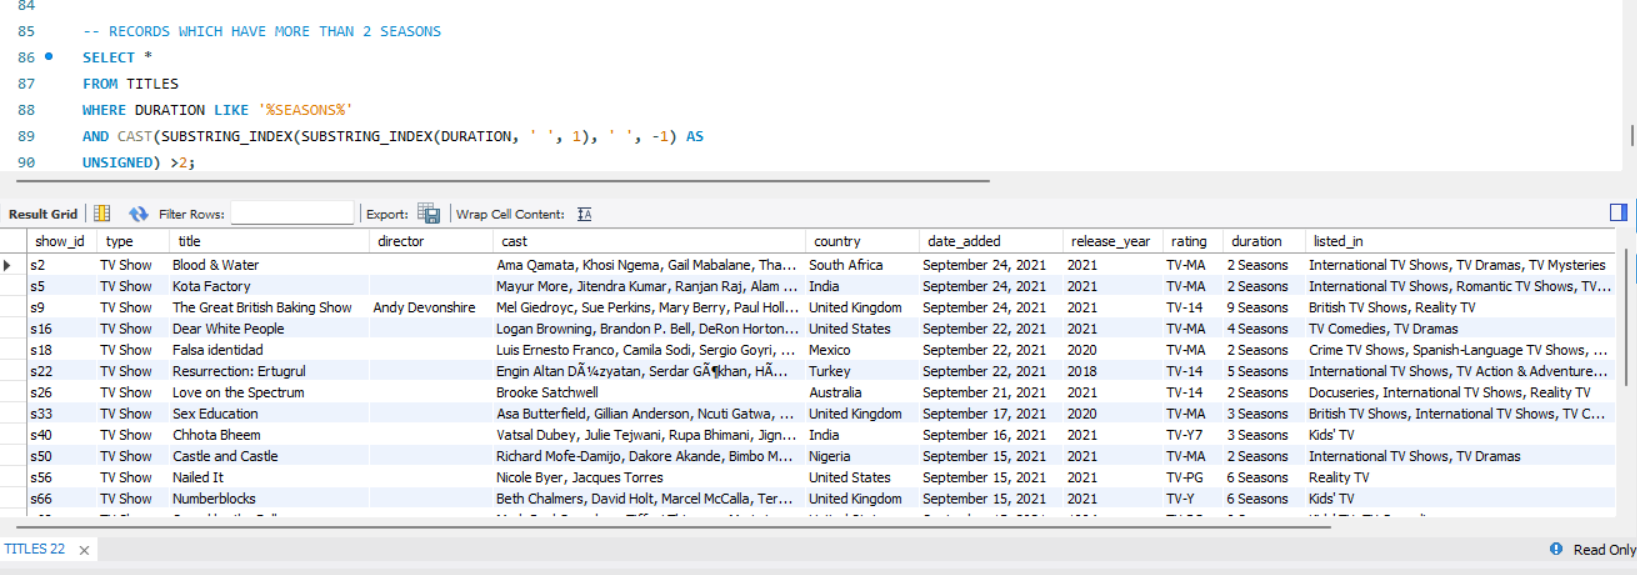 84
85 -- RECORDS WHICH HAVE MORE THAN 2 SEASONS
86 SELECT *
87 FROM TITLES
88 WHERE DURATION LIKE '%SEASONS%'
89 AND CAST(SUBSTRING_INDEX(SUBSTRING_INDEX(DURATION, ' ', 1), ' ', -1) AS
90 UNSIGNED) >2;
Result Grid Filter Rows: Export: Wrap Cell Content:
show_id type title director cast country date_added release_year rating duration listed_in
s2 TV Show Blood & Water Ama Qamata, Khosi Ngema, Gail Mabalane, Tha... South Africa September 24, 2021 2021 TV-MA 2 Seasons International TV Shows, TV Dramas, TV Mysteries
s5 TV Show Kota Factory Mayur More, Jitendra Kumar, Ranjan Raj, Alam ... India September 24, 2021 2021 TV-MA 2 Seasons International TV Shows, Romantic TV Shows, TV...
s9 TV Show The Great British Baking Show Andy Devonshire Mel Giedroyc, Sue Perkins, Mary Berry, Paul Holl... United Kingdom September 24, 2021 2021 TV-14 9 Seasons British TV Shows, Reality TV
s16 TV Show Dear White People Logan Browning, Brandon P. Bell, DeRon Horton... United States September 22, 2021 2021 TV-MA 4 Seasons TV Comedies, TV Dramas
s18 TV Show Falsa identidad Luis Ernesto Franco, Camila Sodi, Sergio Goyri, ... Mexico September 22, 2021 2020 TV-MA 2 Seasons Crime TV Shows, Spanish-Language TV Shows, ...
s22 TV Show Resurrection: Ertugrul Engin Altan DÃ¼zyatan, Serdar GÃ¶khan, HÃ... Turkey September 22, 2021 2018 TV-14 5 Seasons International TV Shows, TV Action & Adventure...
s26 TV Show Love on the Spectrum Brooke Satchwell Australia September 21, 2021 2021 TV-14 2 Seasons Docuseries, International TV Shows, Reality TV
s33 TV Show Sex Education Asa Butterfield, Gillian Anderson, Ncuti Gatwa, ... United Kingdom September 17, 2021 2020 TV-MA 3 Seasons British TV Shows, International TV Shows, TV C...
s40 TV Show Chhota Bheem Vatsal Dubey, Julie Tejwani, Rupa Bhimani, Jign... India September 16, 2021 2021 TV-Y7 3 Seasons Kids' TV
s50 TV Show Castle and Castle Richard Mofe-Damijo, Dakore Akande, Bimbo M... Nigeria September 15, 2021 2021 TV-MA 2 Seasons International TV Shows, TV Dramas
s56 TV Show Nailed It Nicole Byer, Jacques Torres United States September 15, 2021 2021 TV-PG 6 Seasons Reality TV
s66 TV Show Numberblocks Beth Chalmers, David Holt, Marcel McCalla, Ter... United Kingdom September 15, 2021 2021 TV-Y 6 Seasons Kids' TV
TITLES 22 Read Only